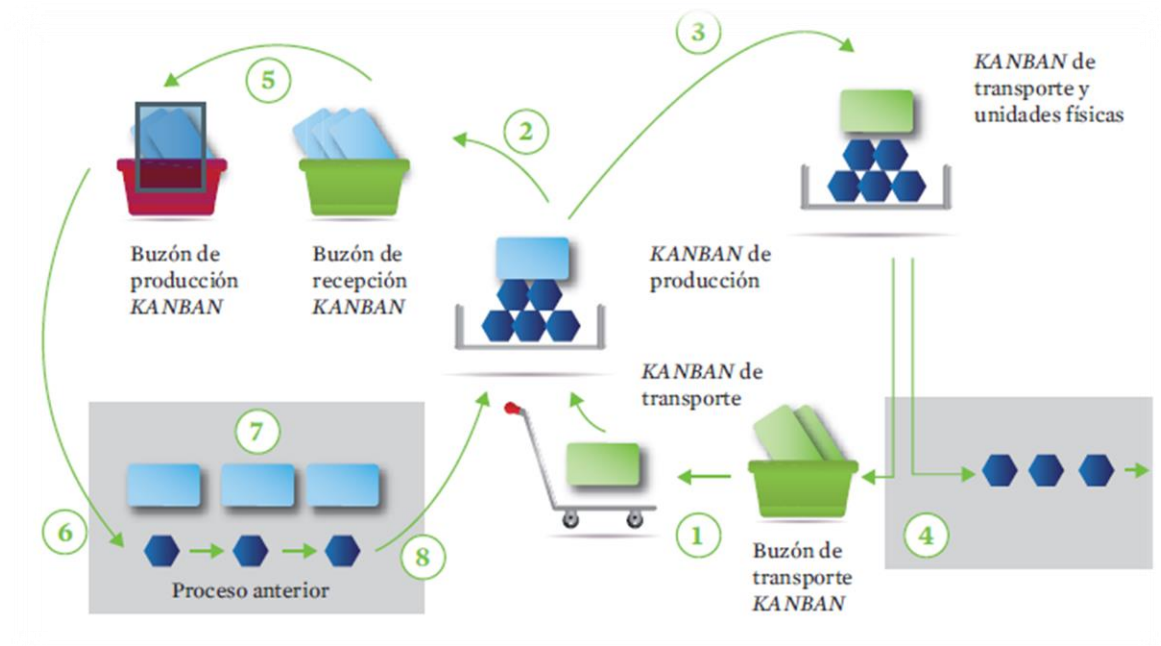 3
KANBAN de
transporte y
unidades físicas
5
2
Buzón de
producción
KANBAN
Buzón de
recepción
KANBAN
KANBAN de
producción
KANBAN de
transporte
7
6
8
1
4
Proceso anterior
Buzón de
transporte
KANBAN